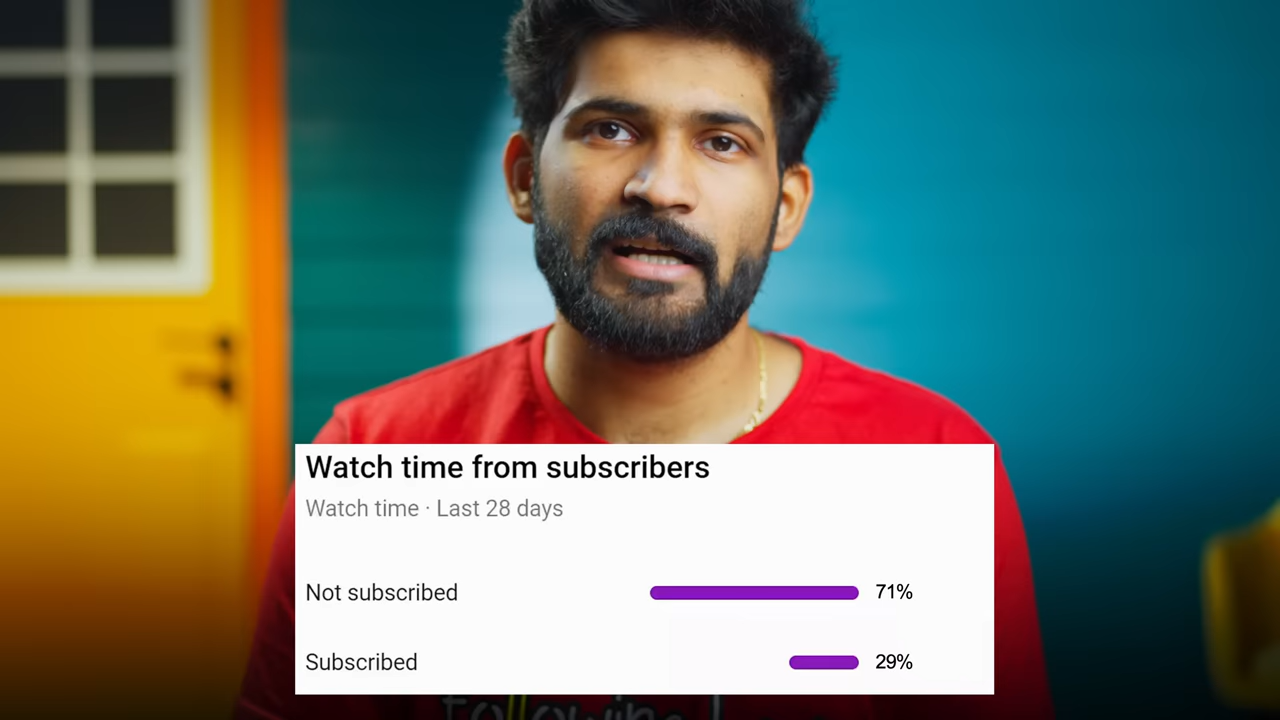 Watch time from subscribers
Watch time · Last 28 days
Not subscribed 71%
Subscribed 29%